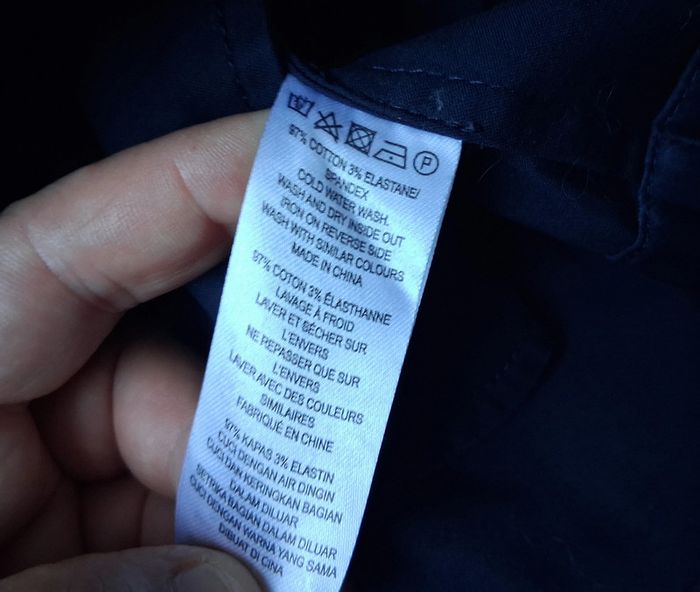 P
97% COTTON 3% ELASTANE/
SPANDEX
COLD WATER WASH.
WASH AND DRY INSIDE OUT
IRON ON REVERSE SIDE
WASH WITH SIMILAR COLOURS
MADE IN CHINA
97% COTON 3% ÉLASTHANNE
LAVAGE À FROID
LAVER ET SÉCHER SUR
L'ENVERS
NE REPASSER QUE SUR
L'ENVERS
LAVER AVEC DES COULEURS
SIMILAIRES
FABRIQUÉ EN CHINE
97% KAPAS 3% ELASTIN
CUCI DENGAN AIR DINGIN
CUCI DAN KERINGKAN BAGIAN
DALAM DILUAR
SETRIKA BAGIAN DALAM DILUAR
CUCI DENGAN WARNA YANG SAMA
DIBUAT DI CINA